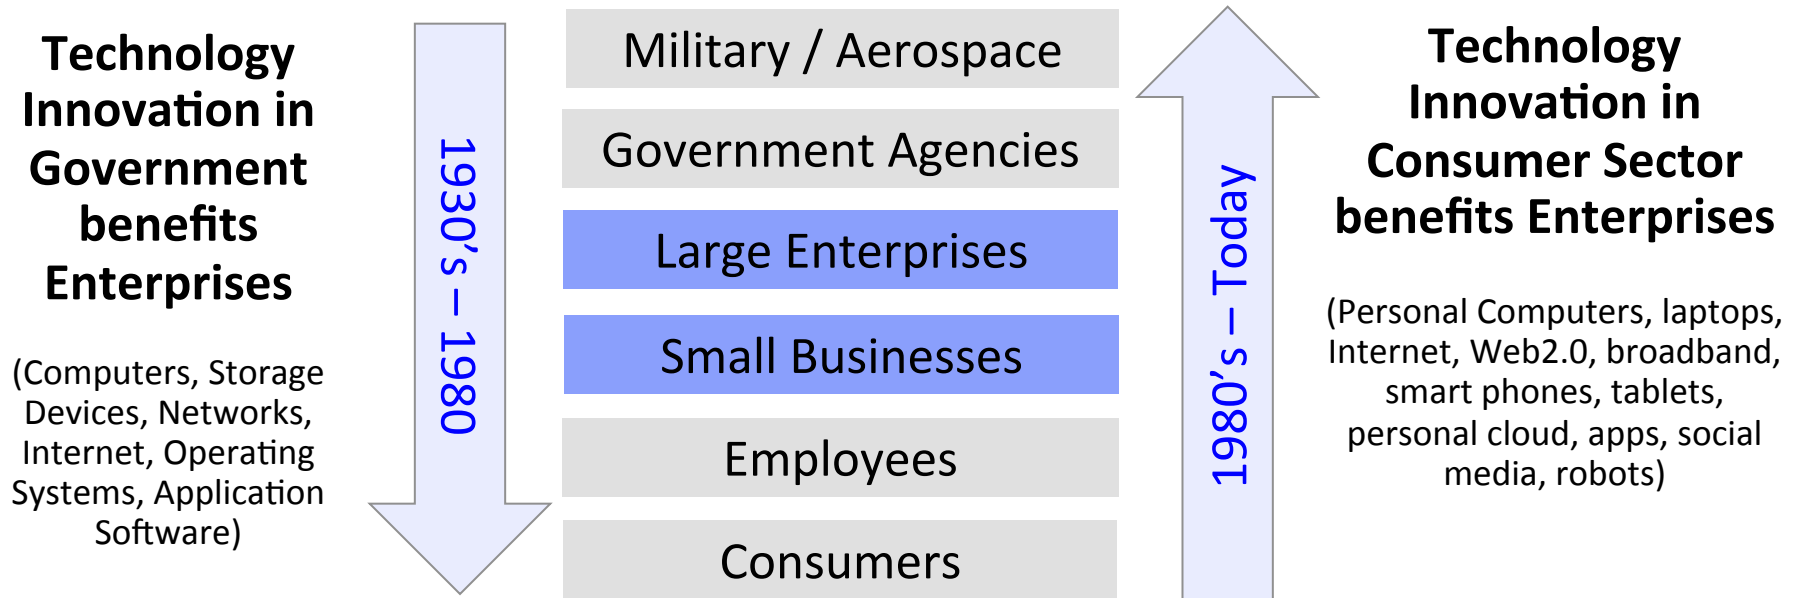 Technology
Innovation in
Government
benefits
Enterprises
(Computers, Storage
Devices, Networks,
Internet, Operating
Systems, Application
Software)
1930’s – 1980
Military / Aerospace
Government Agencies
Large Enterprises
Small Businesses
Employees
Consumers
1980’s – Today
Technology
Innovation in
Consumer Sector
benefits Enterprises
(Personal Computers, laptops,
Internet, Web2.0, broadband,
smart phones, tablets,
personal cloud, apps, social
media, robots)